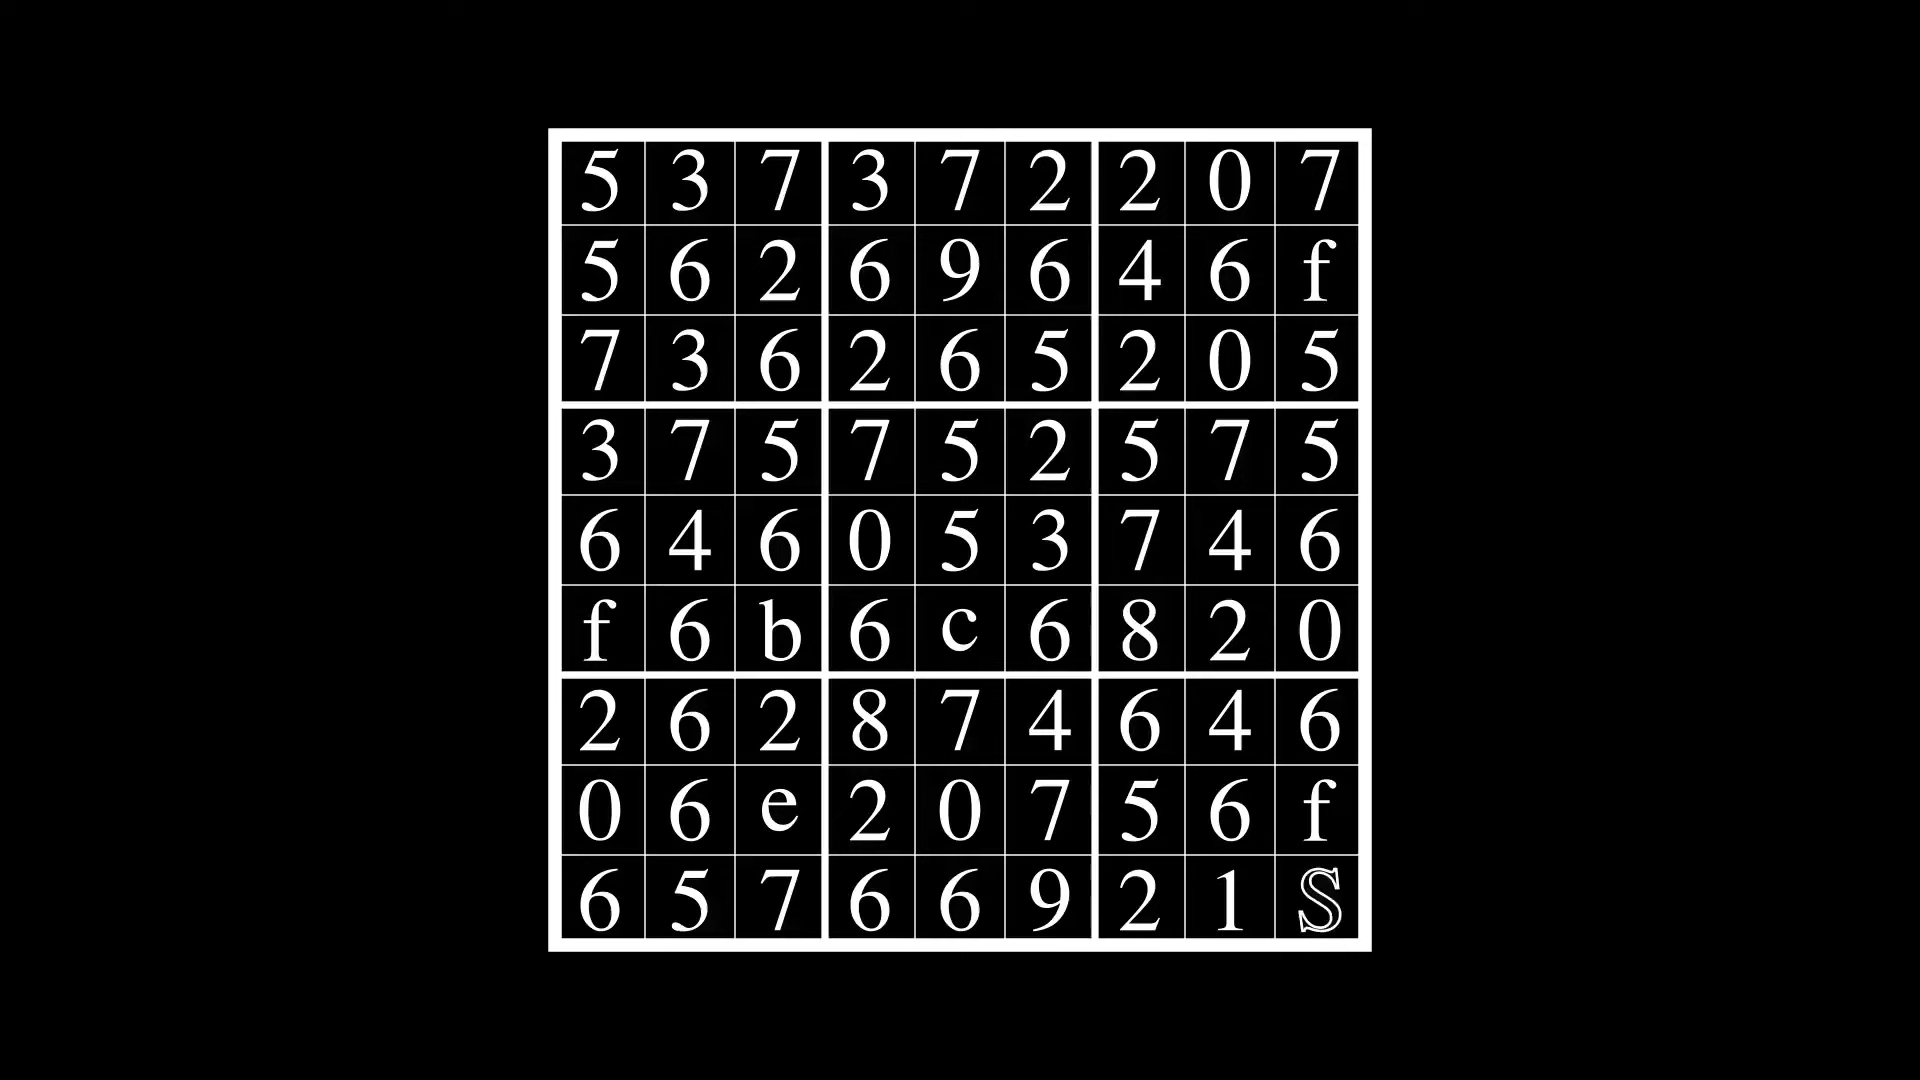 5 3 7 3 7 2 2 0 7
5 6 2 6 9 6 4 6 f
7 3 6 2 6 5 2 0 5
3 7 5 7 5 2 5 7 5
6 4 6 0 5 3 7 4 6
f 6 b 6 c 6 8 2 0
2 6 2 8 7 4 6 4 6
0 6 e 2 0 7 5 6 f
6 5 7 6 6 9 2 1 𝕊